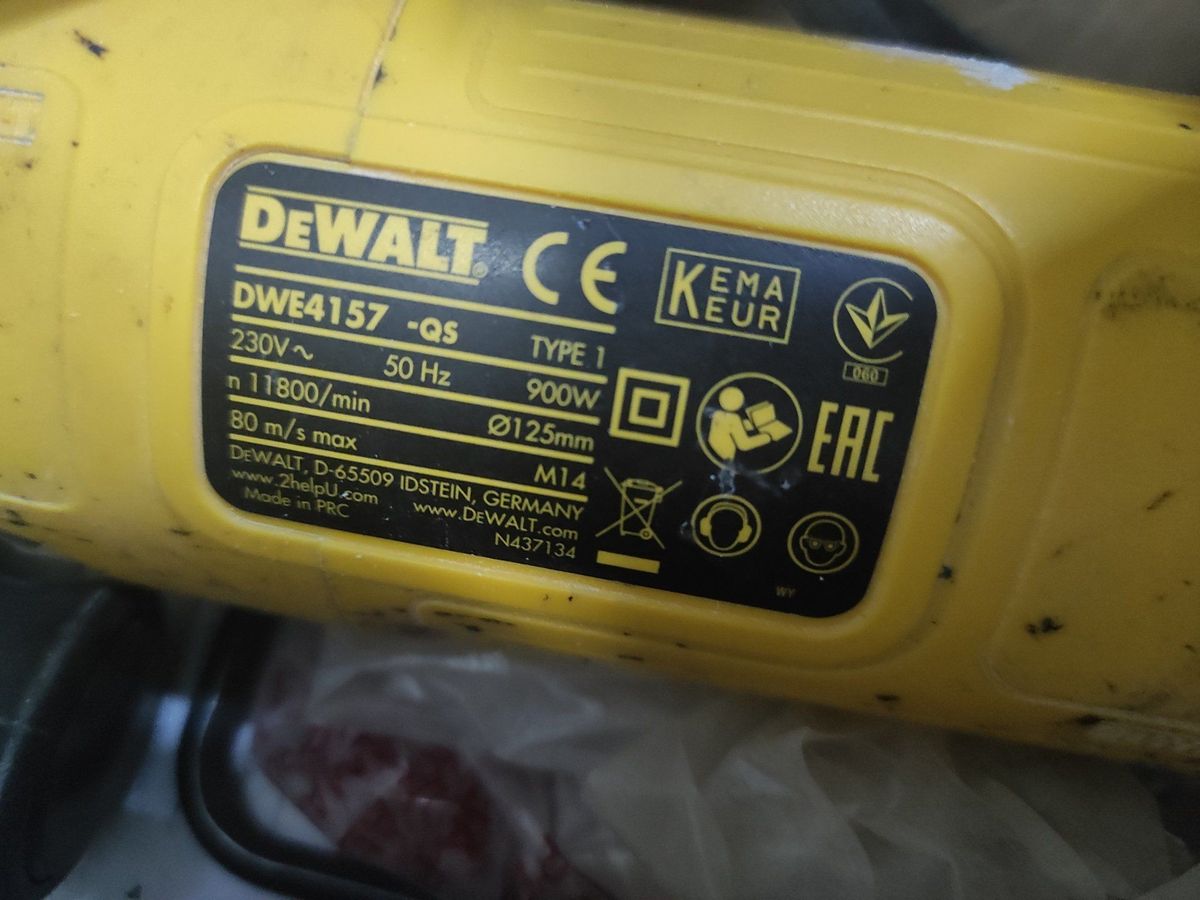 DEWALT® CE KEMA KEUR
DWE4157 -QS TYPE 1
060
230V~ 50 Hz 900W
n 11800/min Ø125mm
EAC
80 m/s max M14
DEWALT, D-65509 IDSTEIN, GERMANY
www.2helpU.com www.DEWALT.com
Made in PRC N437134
WY